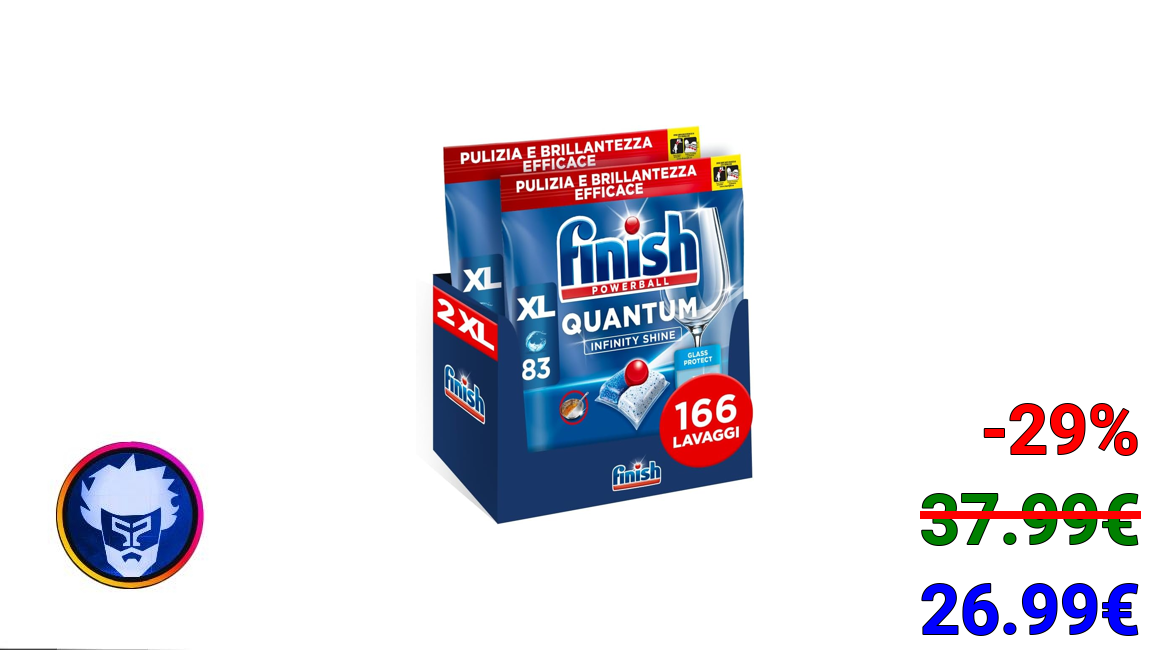 PULIZIA E BRILLANTEZZA
EFFICACE
PULIZIA E BRILLANTEZZA
EFFICACE
finish
POWERBALL
XL
XL
QUANTUM
INFINITY SHINE
2 XL
GLASS
PROTECT
83
finish
166
LAVAGGI
finish
-29%
37.99€
26.99€